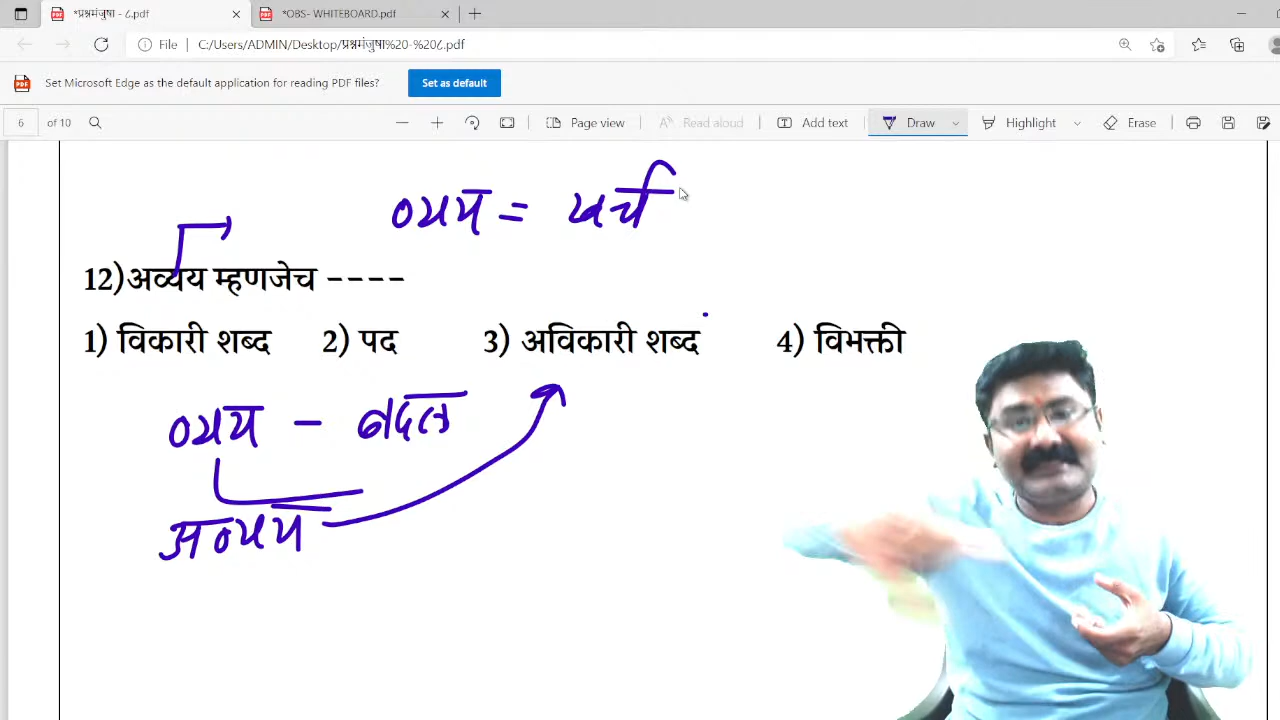 *प्रश्नमंजुषा - ८.pdf
*OBS- WHITEBOARD.pdf
File C:/Users/ADMIN/Desktop/प्रश्नमंजुषा%20-%20८.pdf
Set Microsoft Edge as the default application for reading PDF files? Set as default
6 of 10 Page view Read aloud Add text Draw Highlight Erase
व्यय = खर्च
12)अव्यय म्हणजेच ----
1) विकारी शब्द 2) पद 3) अविकारी शब्द 4) विभक्ती
व्यय - बदल
अव्यय